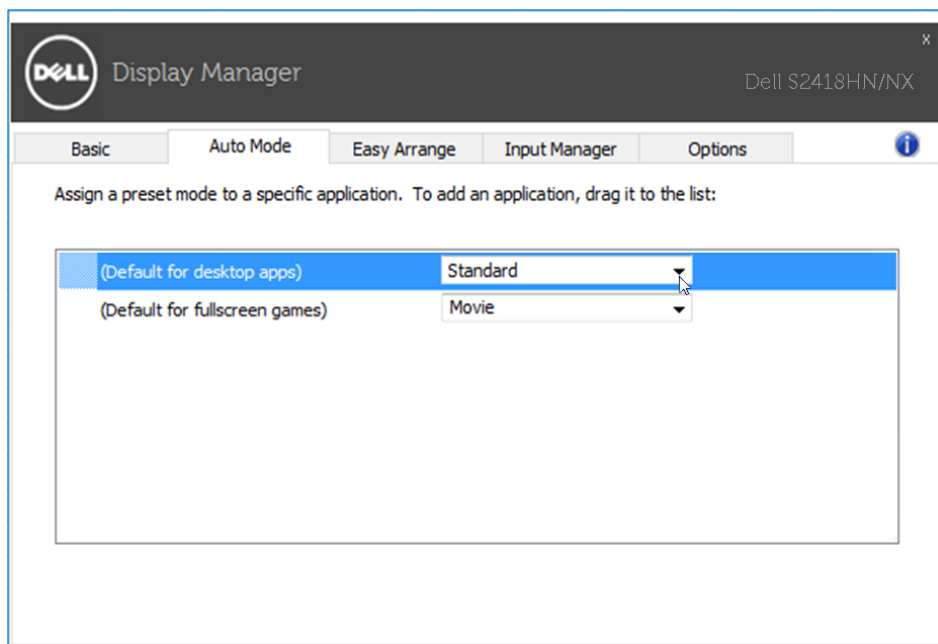 x
DELL Display Manager
Dell S2418HN/NX
Basic Auto Mode Easy Arrange Input Manager Options i
Assign a preset mode to a specific application. To add an application, drag it to the list:
(Default for desktop apps) Standard
(Default for fullscreen games) Movie